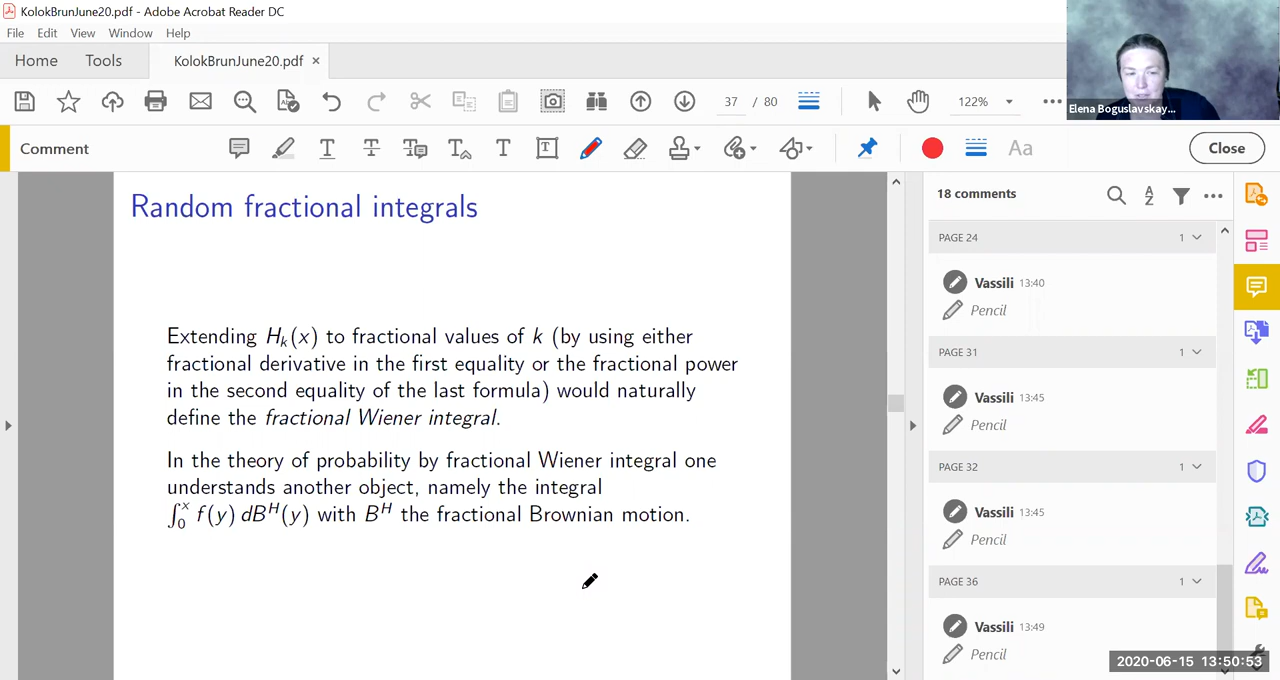 KolokBrunJune20.pdf - Adobe Acrobat Reader DC
File Edit View Window Help
Home Tools KolokBrunJune20.pdf ×
37 / 80 122%
Elena Boguslavskay...
Comment
T T T T T T Aa Close
Random fractional integrals
Extending Hₖ(x) to fractional values of k (by using either
fractional derivative in the first equality or the fractional power
in the second equality of the last formula) would naturally
define the fractional Wiener integral.
In the theory of probability by fractional Wiener integral one
understands another object, namely the integral
∫₀ˣ f(y) dBᴴ(y) with Bᴴ the fractional Brownian motion.
18 comments
PAGE 24 1
Vassili 13:40
Pencil
PAGE 31 1
Vassili 13:45
Pencil
PAGE 32 1
Vassili 13:45
Pencil
PAGE 36 1
Vassili 13:49
Pencil
2020-06-15 13:50:53